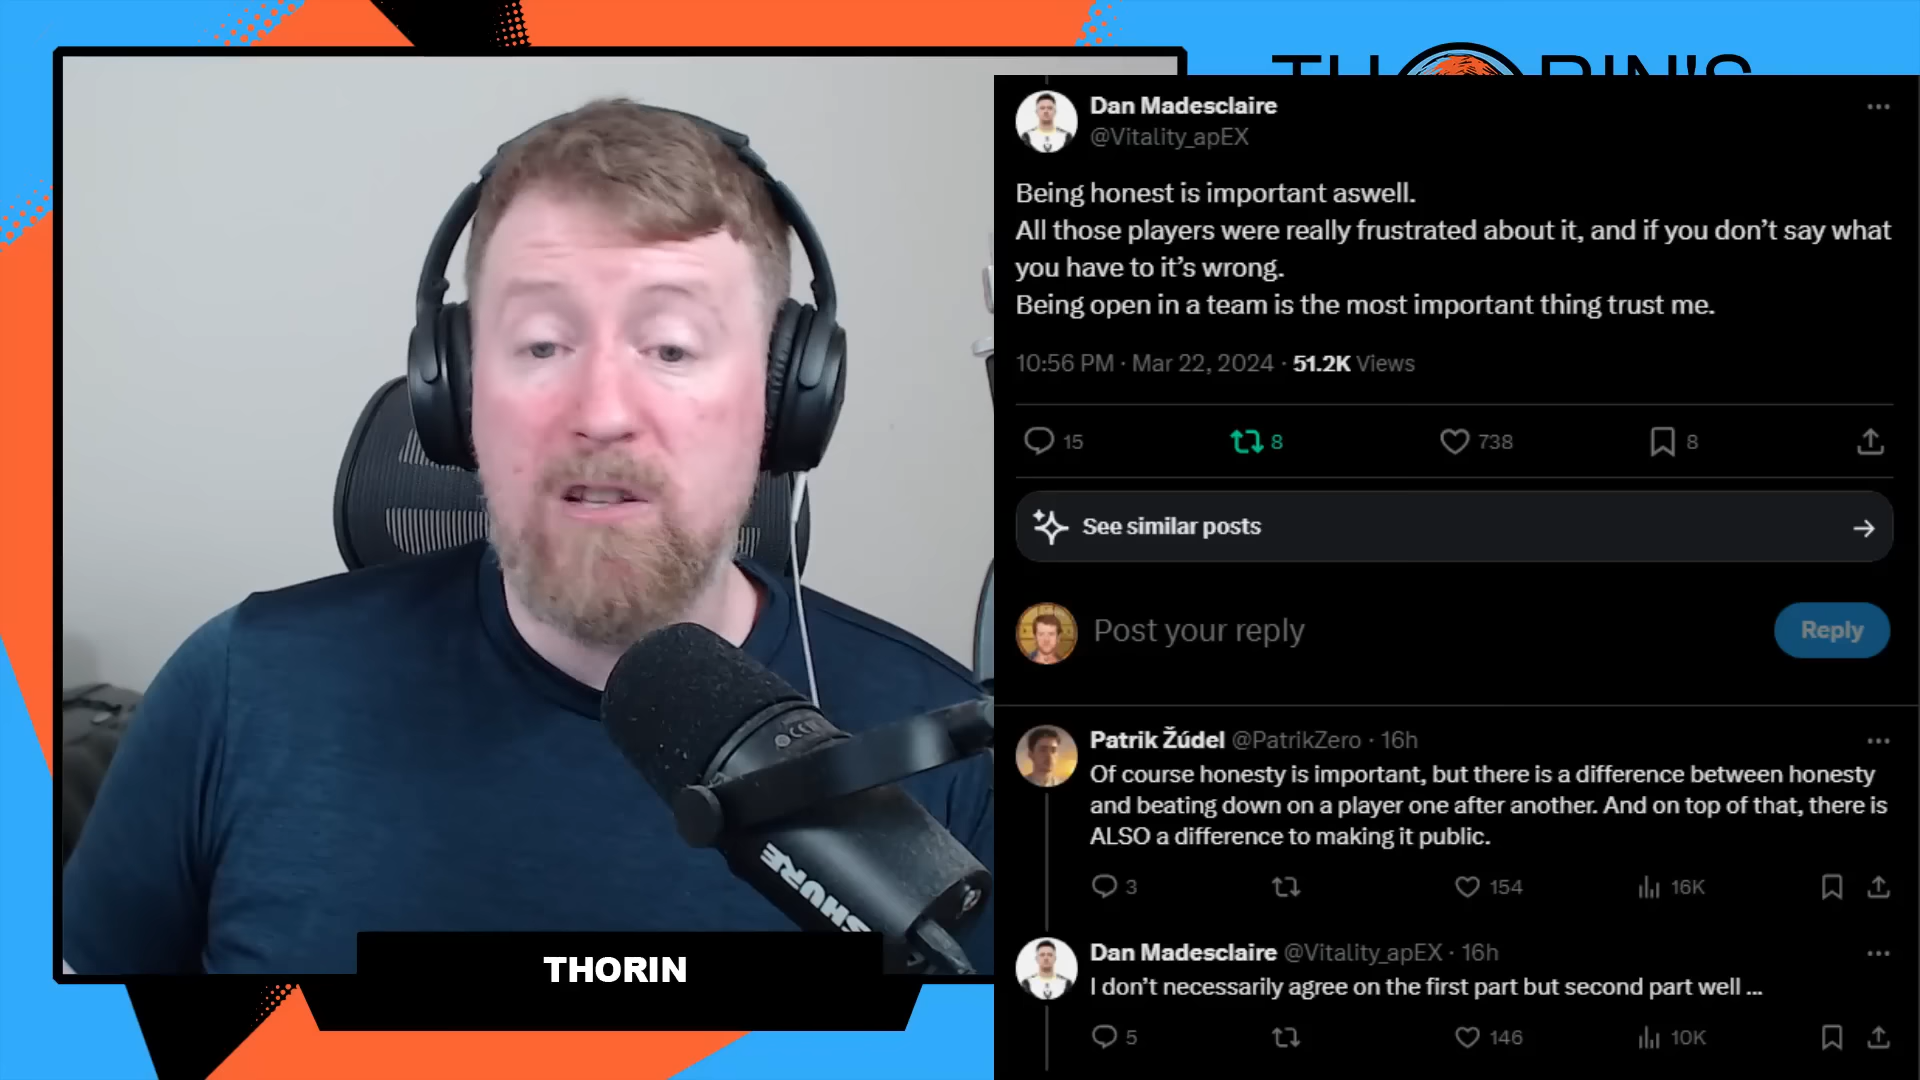 THORIN'S
Dan Madesclaire
@Vitality_apEX
Being honest is important aswell.
All those players were really frustrated about it, and if you don’t say what
you have to it’s wrong.
Being open in a team is the most important thing trust me.
10:56 PM · Mar 22, 2024 · 51.2K Views
15 8 738 8
See similar posts
Post your reply Reply
Patrik Žúdel @PatrikZero · 16h
Of course honesty is important, but there is a difference between honesty
and beating down on a player one after another. And on top of that, there is
ALSO a difference to making it public.
3 154 16K
Dan Madesclaire @Vitality_apEX · 16h
I don’t necessarily agree on the first part but second part well ...
5 146 10K
SHURE
THORIN